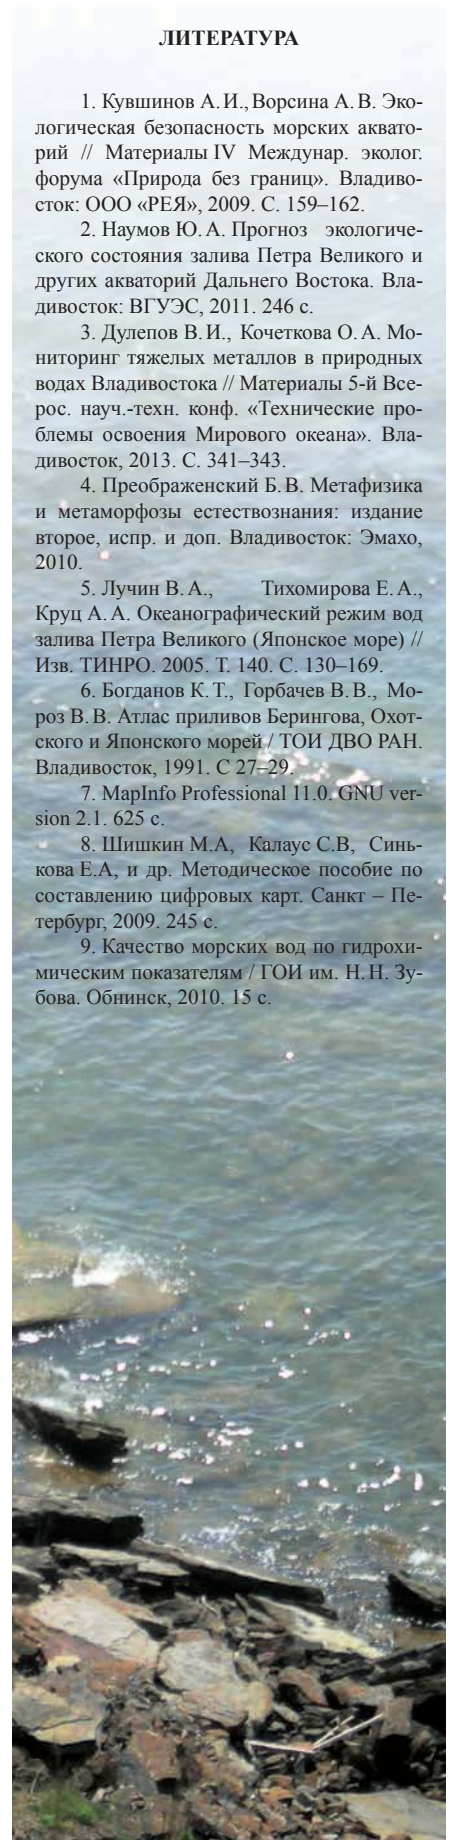 ЛИТЕРАТУРА
1. Кувшинов А.И., Ворсина А.В. Эко-
логическая безопасность морских аквато-
рий // Материалы IV Междунар. эколог.
форума «Природа без границ». Владиво-
сток: ООО «РЕЯ», 2009. С. 159–162.
2. Наумов Ю.А. Прогноз экологиче-
ского состояния залива Петра Великого и
других акваторий Дальнего Востока. Вла-
дивосток: ВГУЭС, 2011. 246 с.
3. Дулепов В.И., Кочеткова О.А. Мо-
ниторинг тяжелых металлов в природных
водах Владивостока // Материалы 5-й Все-
рос. науч.-техн. конф. «Технические про-
блемы освоения Мирового океана». Вла-
дивосток, 2013. С. 341–343.
4. Преображенский Б.В. Метафизика
и метаморфозы естествознания: издание
второе, испр. и доп. Владивосток: Эмахо,
2010.
5. Лучин В.А., Тихомирова Е.А.,
Круц А.А. Океанографический режим вод
залива Петра Великого (Японское море) //
Изв. ТИНРО. 2005. Т. 140. С. 130–169.
6. Богданов К.Т., Горбачев В.В., Мо-
роз В.В. Атлас приливов Берингова, Охот-
ского и Японского морей / ТОИ ДВО РАН.
Владивосток, 1991. С 27–29.
7. MapInfo Professional 11.0. GNU ver-
sion 2.1. 625 с.
8. Шишкин М.А, Калаус С.В, Синь-
кова Е.А, и др. Методическое пособие по
составлению цифровых карт. Санкт – Пе-
тербург, 2009. 245 с.
9. Качество морских вод по гидрохи-
мическим показателям / ГОИ им. Н.Н. Зу-
бова. Обнинск, 2010. 15 с.